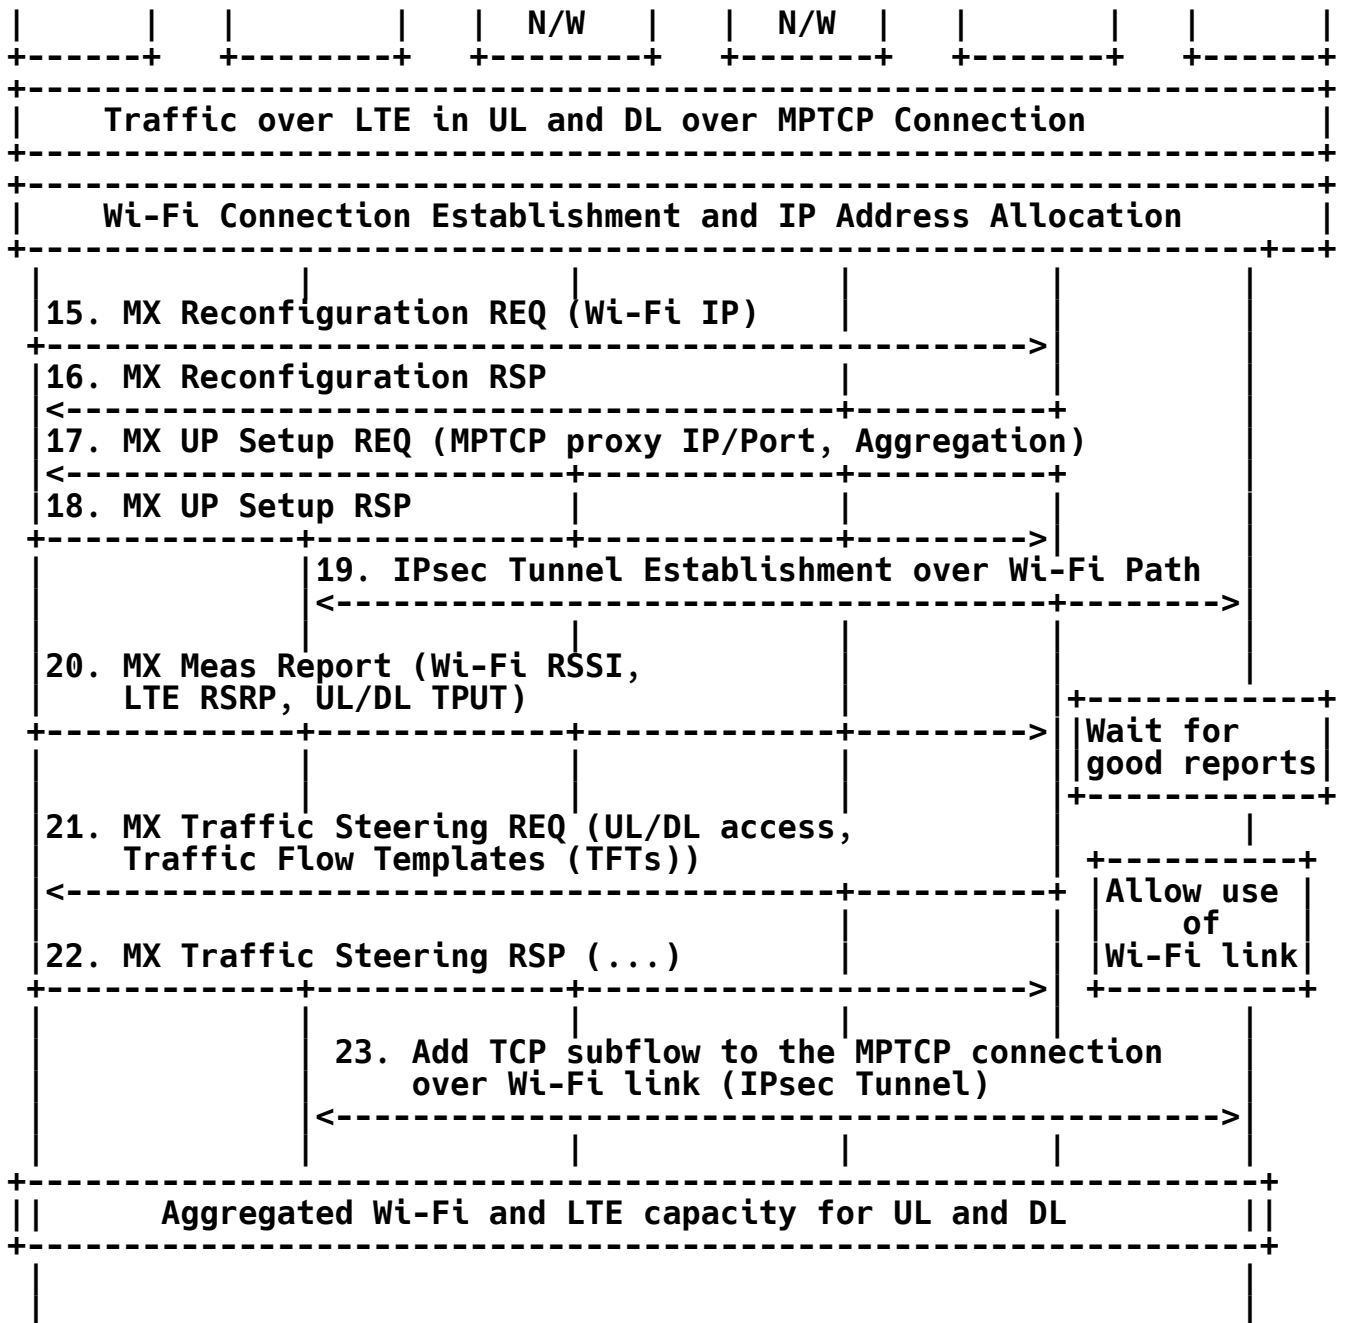 N/W N/W
Traffic over LTE in UL and DL over MPTCP Connection
Wi-Fi Connection Establishment and IP Address Allocation
15. MX Reconfiguration REQ (Wi-Fi IP)
16. MX Reconfiguration RSP
17. MX UP Setup REQ (MPTCP proxy IP/Port, Aggregation)
18. MX UP Setup RSP
19. IPsec Tunnel Establishment over Wi-Fi Path
20. MX Meas Report (Wi-Fi RSSI,
LTE RSRP, UL/DL TPUT)
Wait for
good reports
21. MX Traffic Steering REQ (UL/DL access,
Traffic Flow Templates (TFTs))
Allow use
of
Wi-Fi link
22. MX Traffic Steering RSP (...)
23. Add TCP subflow to the MPTCP connection
over Wi-Fi link (IPsec Tunnel)
Aggregated Wi-Fi and LTE capacity for UL and DL